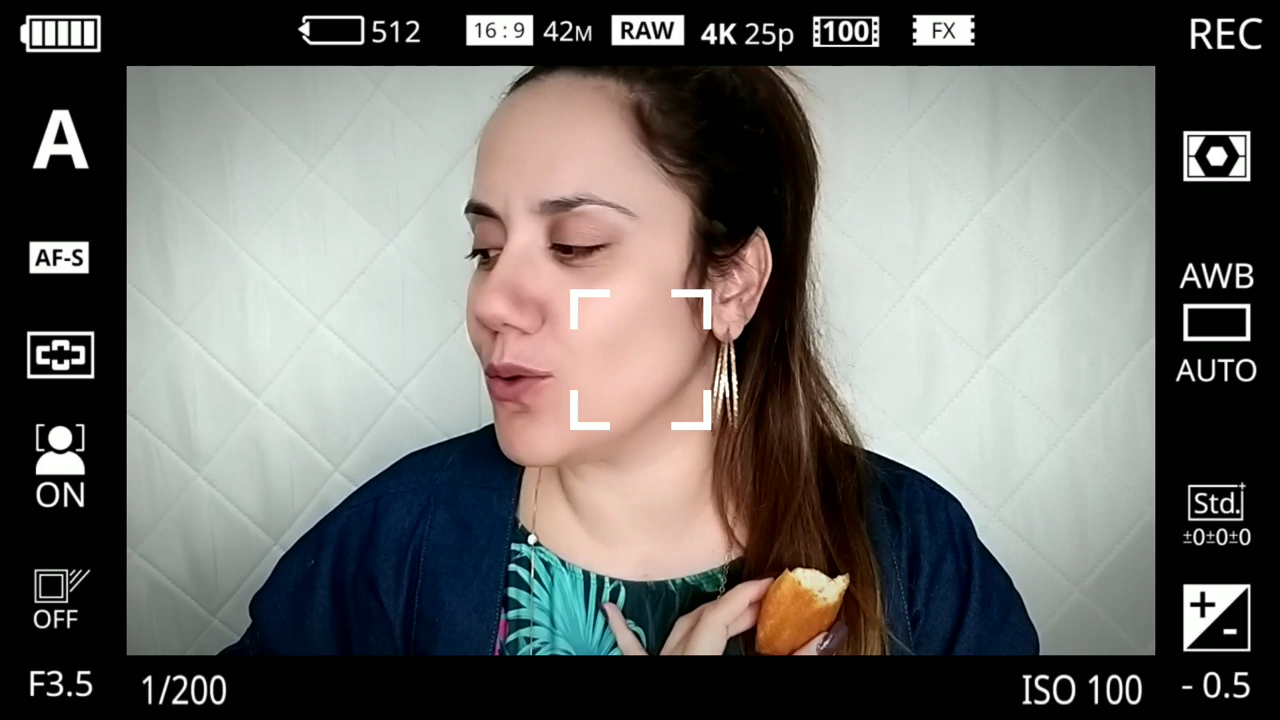 512 16:9 42M RAW 4K 25p 100 FX REC
A
AF-S
AWB
AUTO
ON
Std.
±0±0±0
OFF
F3.5 1/200 ISO 100 - 0.5